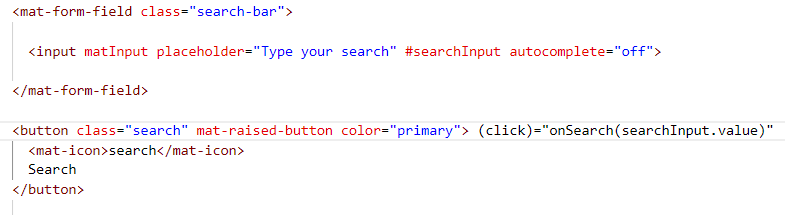 <mat-form-field class="search-bar">
<input matInput placeholder="Type your search" #searchInput autocomplete="off">
</mat-form-field>
<button class="search" mat-raised-button color="primary"> (click)="onSearch(searchInput.value)"
<mat-icon>search</mat-icon>
Search
</button>